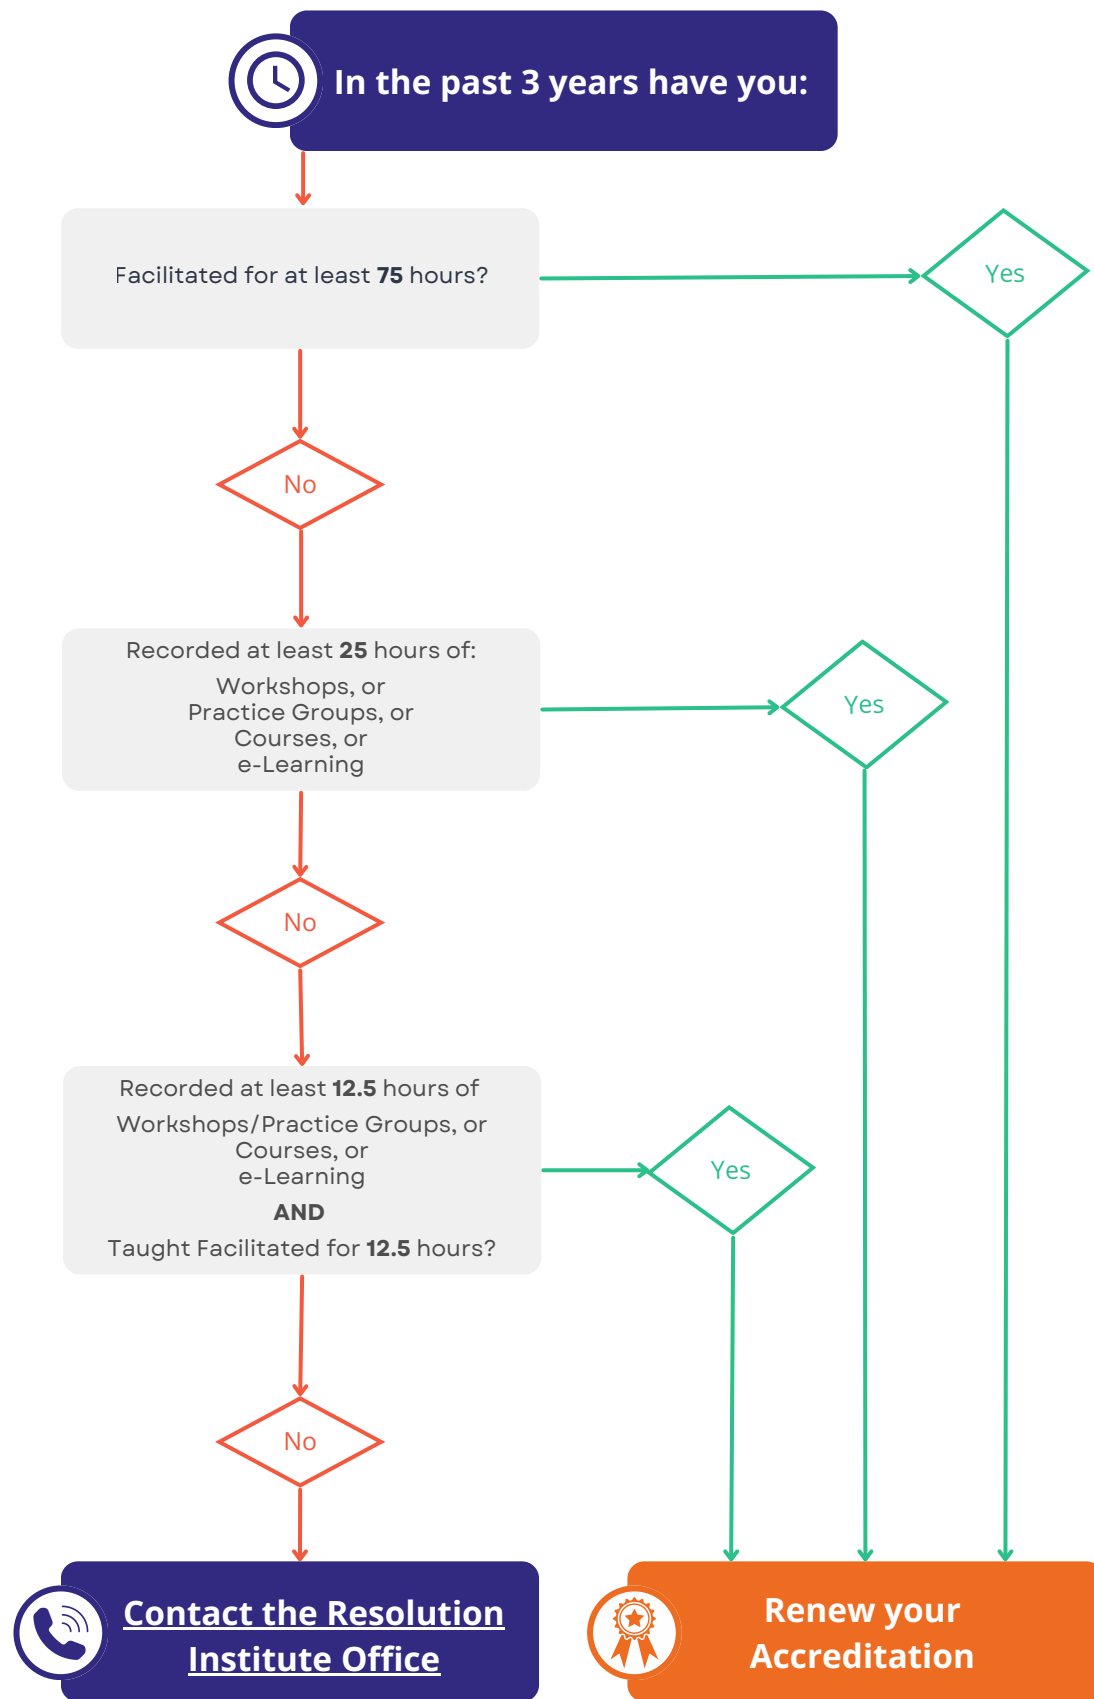 In the past 3 years have you:
Facilitated for at least 75 hours?
Yes
No
Recorded at least 25 hours of:
Workshops, or
Practice Groups, or
Courses, or
e-Learning
Yes
No
Recorded at least 12.5 hours of
Workshops/Practice Groups, or
Courses, or
e-Learning
AND
Taught Facilitated for 12.5 hours?
Yes
No
Contact the Resolution
Institute Office
Renew your
Accreditation